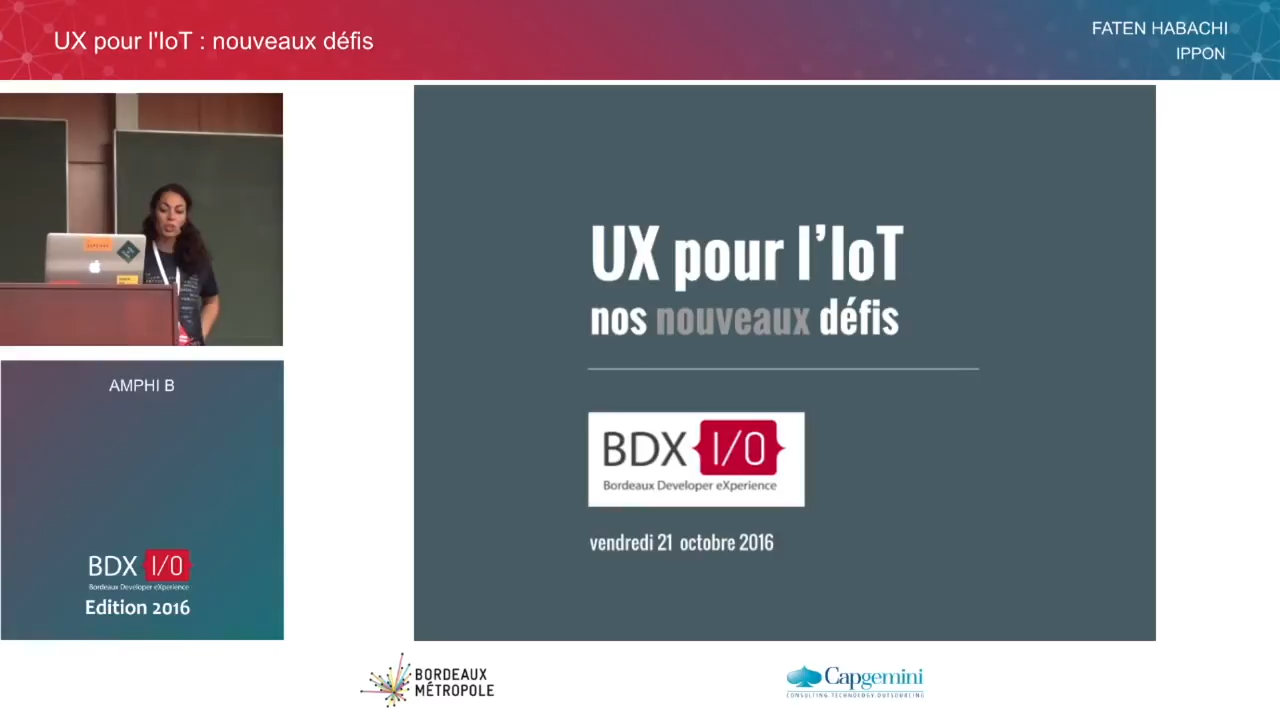 UX pour l'IoT : nouveaux défis
FATEN HABACHI
IPPON
UX pour l’IoT
nos nouveaux défis
BDX I/O
Bordeaux Developer eXperience
vendredi 21 octobre 2016
AMPHI B
BDX I/O
Bordeaux Developer eXperience
Edition 2016
BORDEAUX
MÉTROPOLE
Capgemini
CONSULTING.TECHNOLOGY.OUTSOURCING